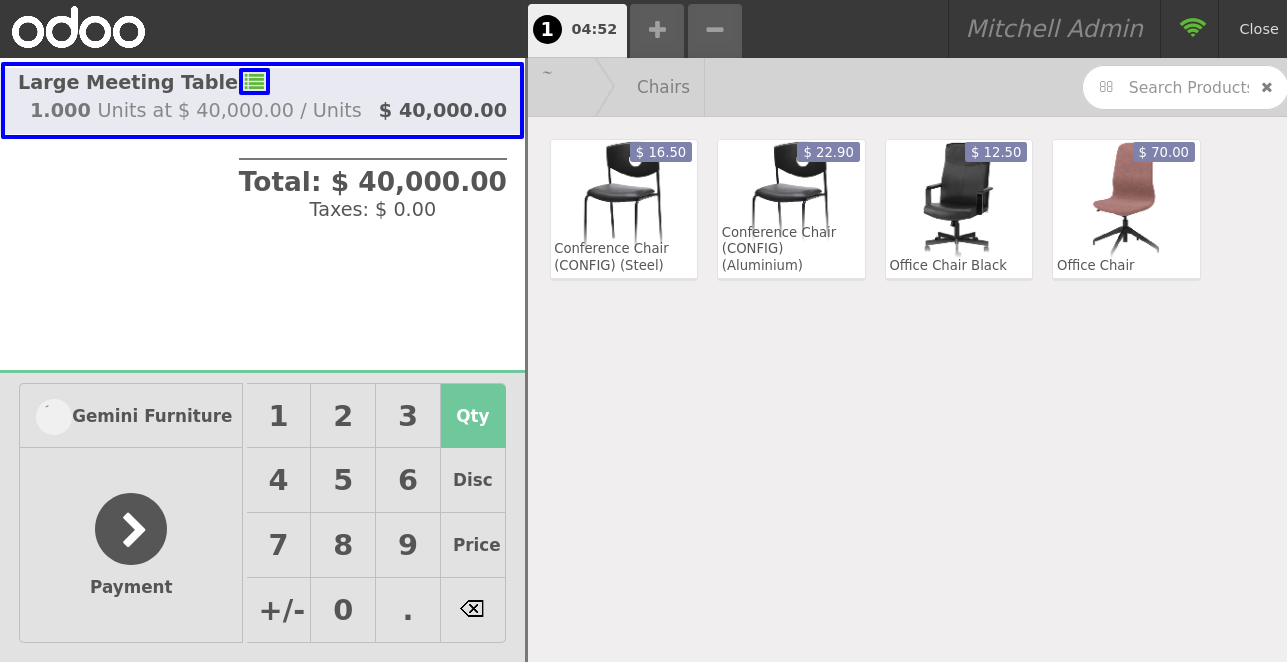 odoo
1 04:52
Mitchell Admin
Close
Large Meeting Table
1.000 Units at $ 40,000.00 / Units $ 40,000.00
Total: $ 40,000.00
Taxes: $ 0.00
~
Chairs
Search Products
$ 16.50
Conference Chair
(CONFIG) (Steel)
$ 22.90
Conference Chair
(CONFIG)
(Aluminium)
$ 12.50
Office Chair Black
$ 70.00
Office Chair
Gemini Furniture
Payment
1 2 3 Qty
4 5 6 Disc
7 8 9 Price
+/- 0 .